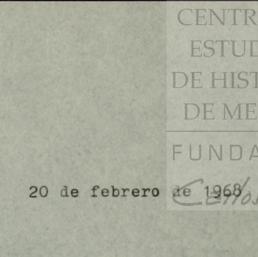 CENTR
ESTUD
DE HIST
DE ME
FUNDA
20 de febrero de 1968